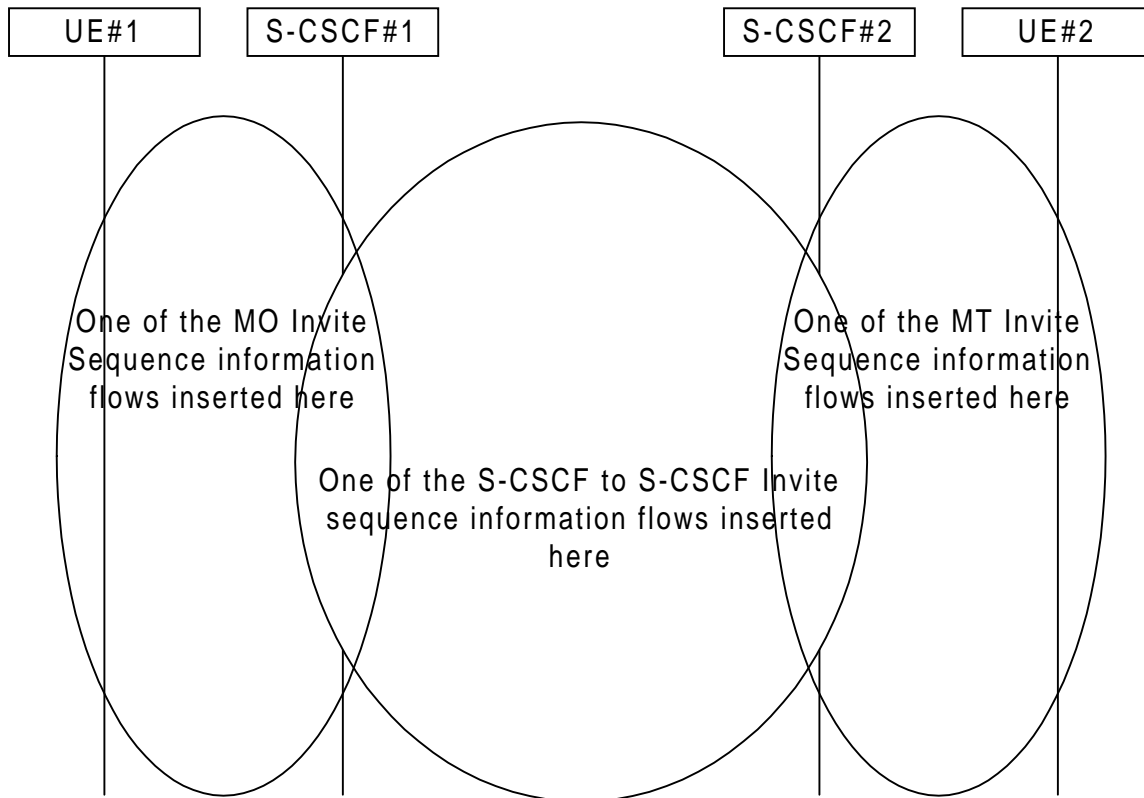 UE#1
S-CSCF#1
S-CSCF#2
UE#2
One of the MO Invite
Sequence information
flows inserted here
One of the MT Invite
Sequence information
flows inserted here
One of the S-CSCF to S-CSCF Invite
sequence information flows inserted
here